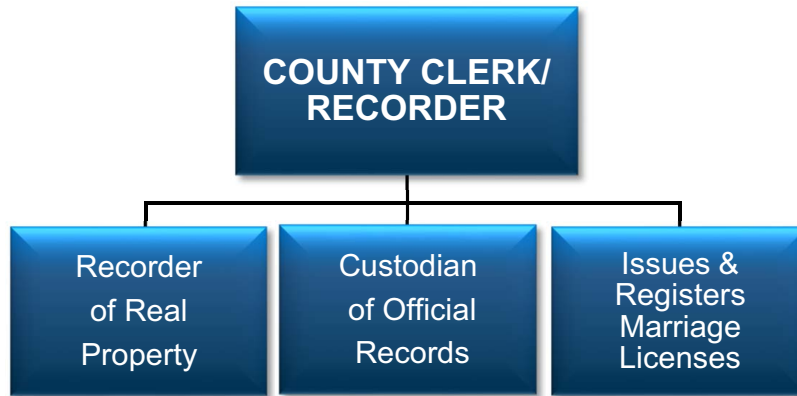 COUNTY CLERK/
RECORDER
Recorder
of Real
Property
Custodian
of Official
Records
Issues &
Registers
Marriage
Licenses